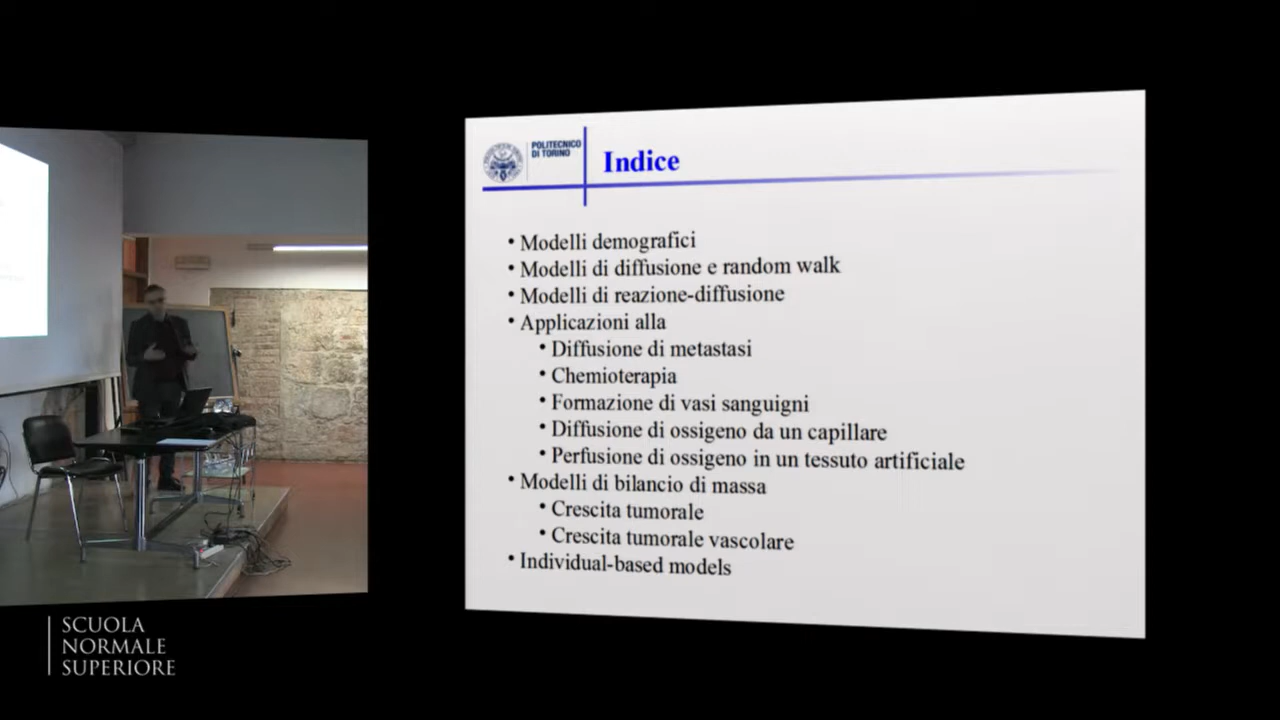 POLITECNICO
DI TORINO
Indice
• Modelli demografici
• Modelli di diffusione e random walk
• Modelli di reazione-diffusione
• Applicazioni alla
• Diffusione di metastasi
• Chemioterapia
• Formazione di vasi sanguigni
• Diffusione di ossigeno da un capillare
• Perfusione di ossigeno in un tessuto artificiale
• Modelli di bilancio di massa
• Crescita tumorale
• Crescita tumorale vascolare
• Individual-based models
SCUOLA
NORMALE
SUPERIORE